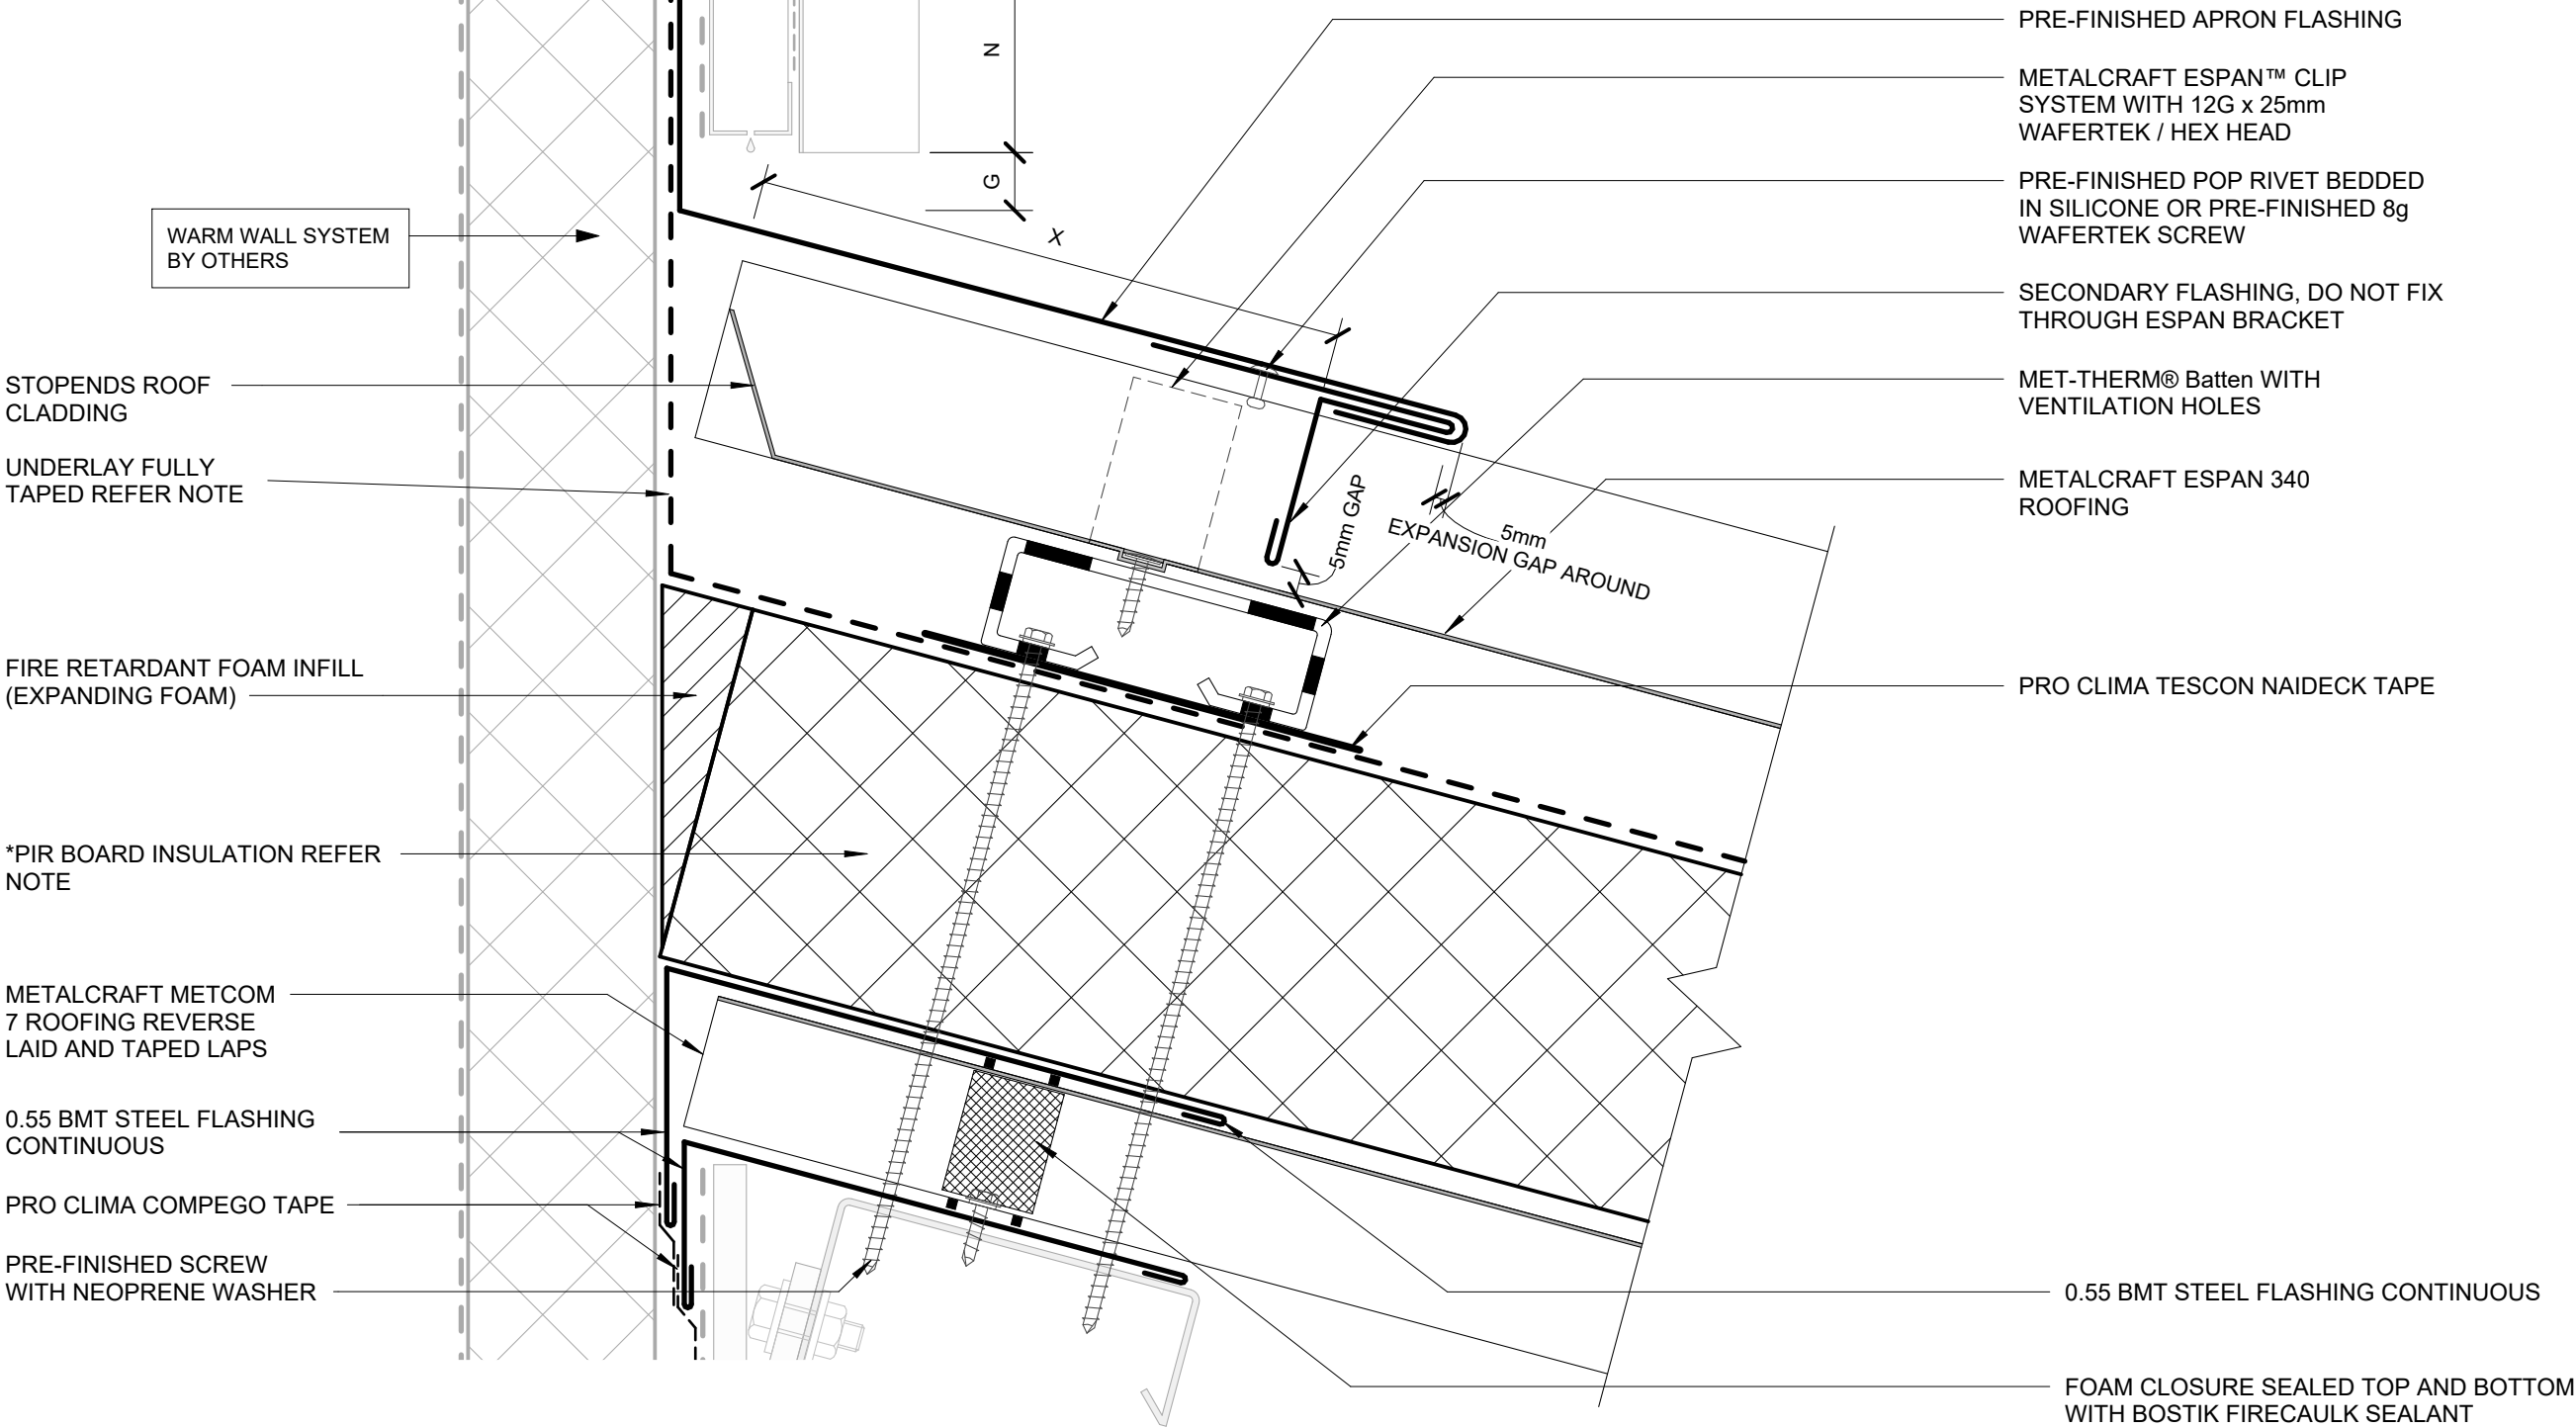 PRE-FINISHED APRON FLASHING
METALCRAFT ESPAN™ CLIP
SYSTEM WITH 12G x 25mm
WAFERTEK / HEX HEAD
PRE-FINISHED POP RIVET BEDDED
IN SILICONE OR PRE-FINISHED 8g
WAFERTEK SCREW
SECONDARY FLASHING, DO NOT FIX
THROUGH ESPAN BRACKET
MET-THERM® Batten WITH
VENTILATION HOLES
METALCRAFT ESPAN 340
ROOFING
PRO CLIMA TESCON NAIDECK TAPE
0.55 BMT STEEL FLASHING CONTINUOUS
FOAM CLOSURE SEALED TOP AND BOTTOM
WITH BOSTIK FIRECAULK SEALANT
N
G
X
5mm GAP
5mm
EXPANSION GAP AROUND
WARM WALL SYSTEM
BY OTHERS
STOPENDS ROOF
CLADDING
UNDERLAY FULLY
TAPED REFER NOTE
FIRE RETARDANT FOAM INFILL
(EXPANDING FOAM)
*PIR BOARD INSULATION REFER
NOTE
METALCRAFT METCOM
7 ROOFING REVERSE
LAID AND TAPED LAPS
0.55 BMT STEEL FLASHING
CONTINUOUS
PRO CLIMA COMPEGO TAPE
PRE-FINISHED SCREW
WITH NEOPRENE WASHER